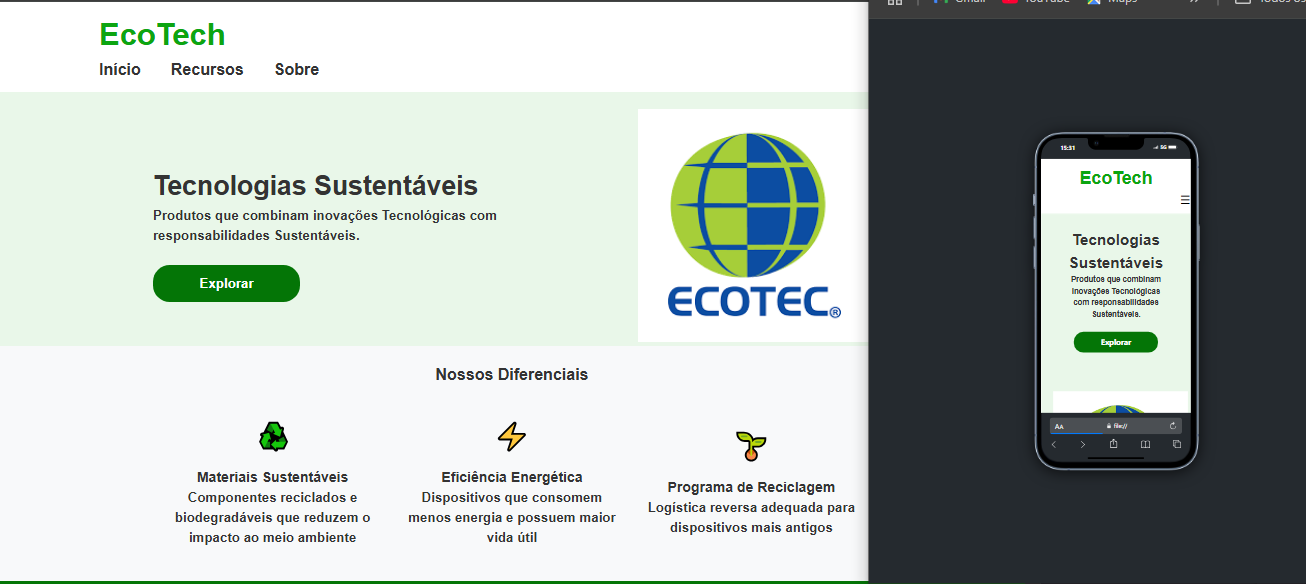 EcoTech
Início Recursos Sobre
Tecnologias Sustentáveis
Produtos que combinam inovações Tecnológicas com
responsabilidades Sustentáveis.
Explorar
ECOTEC®
Nossos Diferenciais
Materiais Sustentáveis
Componentes reciclados e
biodegradáveis que reduzem o
impacto ao meio ambiente
Eficiência Energética
Dispositivos que consomem
menos energia e possuem maior
vida útil
Programa de Reciclagem
Logística reversa adequada para
dispositivos mais antigos
Gmail YouTube Maps » Todos os
15:31 5G
EcoTech
Tecnologias
Sustentáveis
Produtos que combinam
inovações Tecnológicas
com responsabilidades
Sustentáveis.
Explorar
AA file://